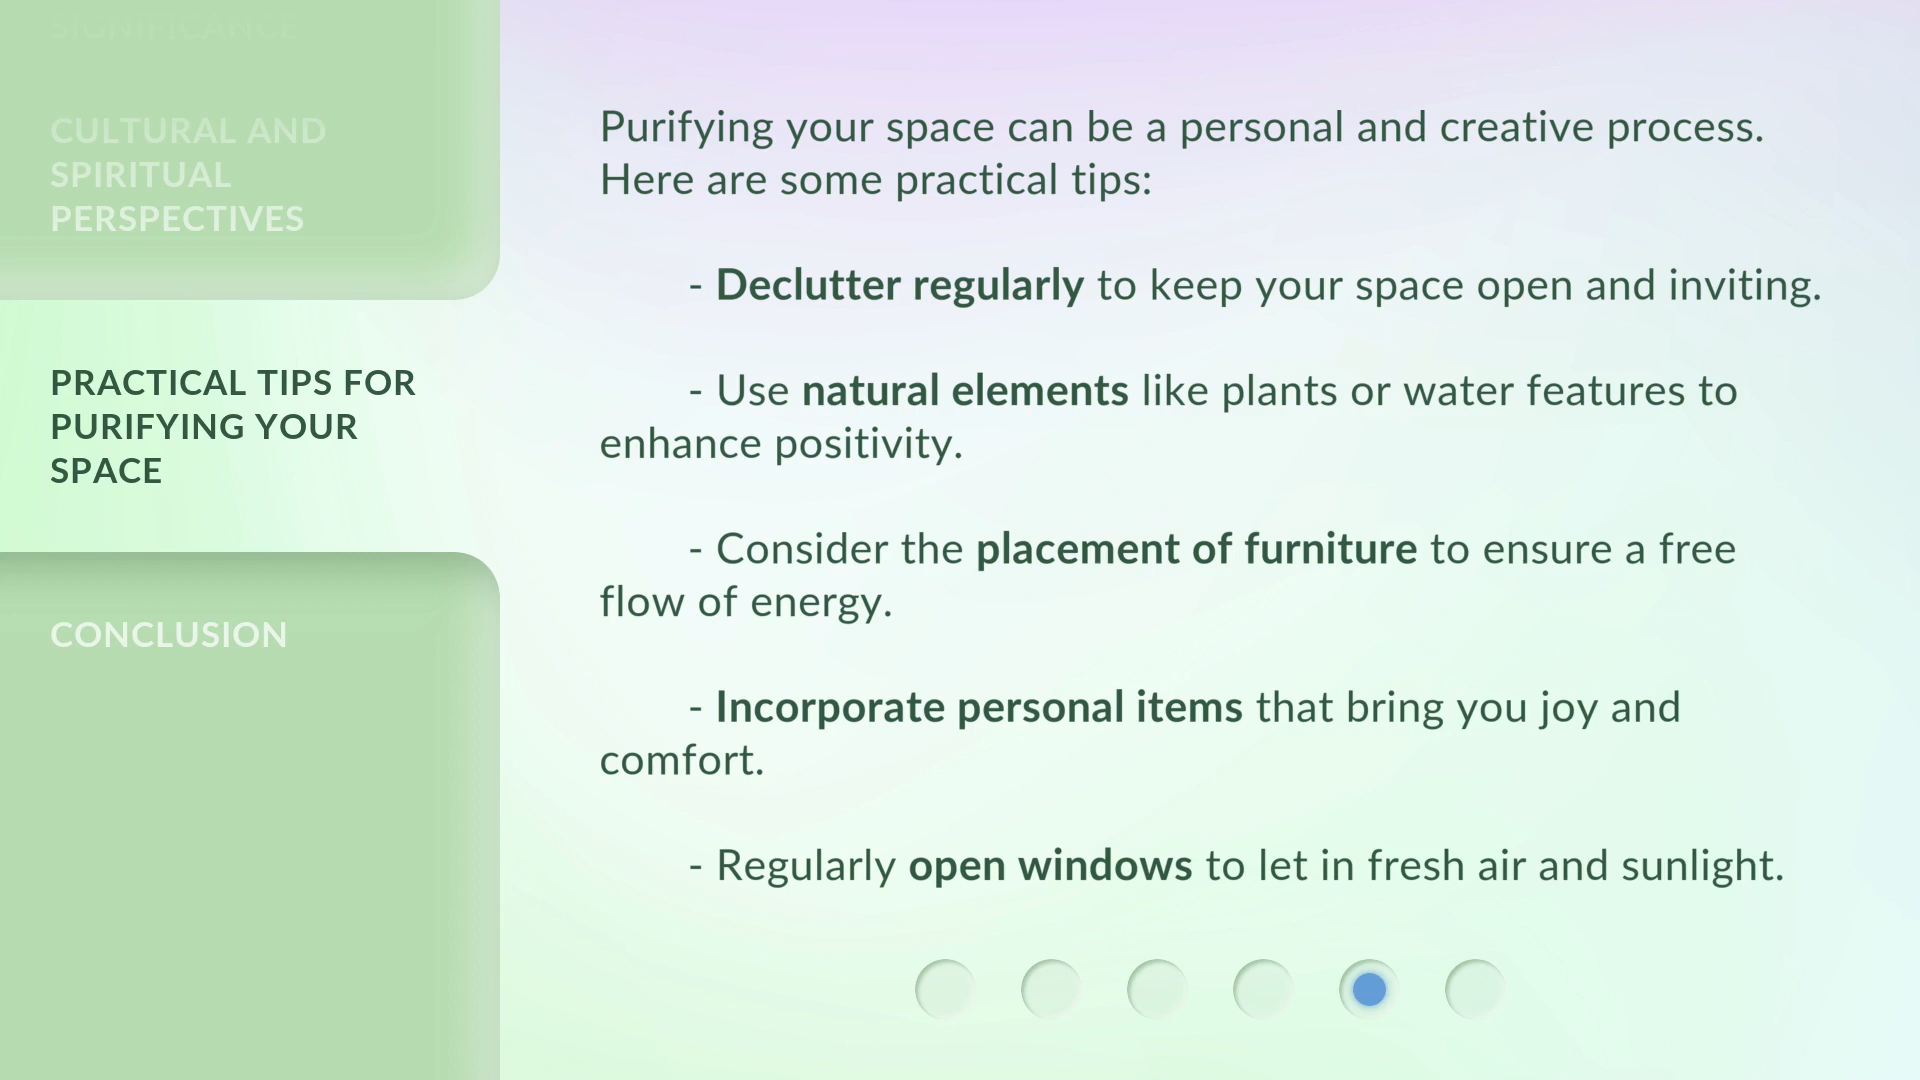 SIGNIFICANCE
CULTURAL AND
SPIRITUAL
PERSPECTIVES
PRACTICAL TIPS FOR
PURIFYING YOUR
SPACE
CONCLUSION
Purifying your space can be a personal and creative process.
Here are some practical tips:
- Declutter regularly to keep your space open and inviting.
- Use natural elements like plants or water features to
enhance positivity.
- Consider the placement of furniture to ensure a free
flow of energy.
- Incorporate personal items that bring you joy and
comfort.
- Regularly open windows to let in fresh air and sunlight.